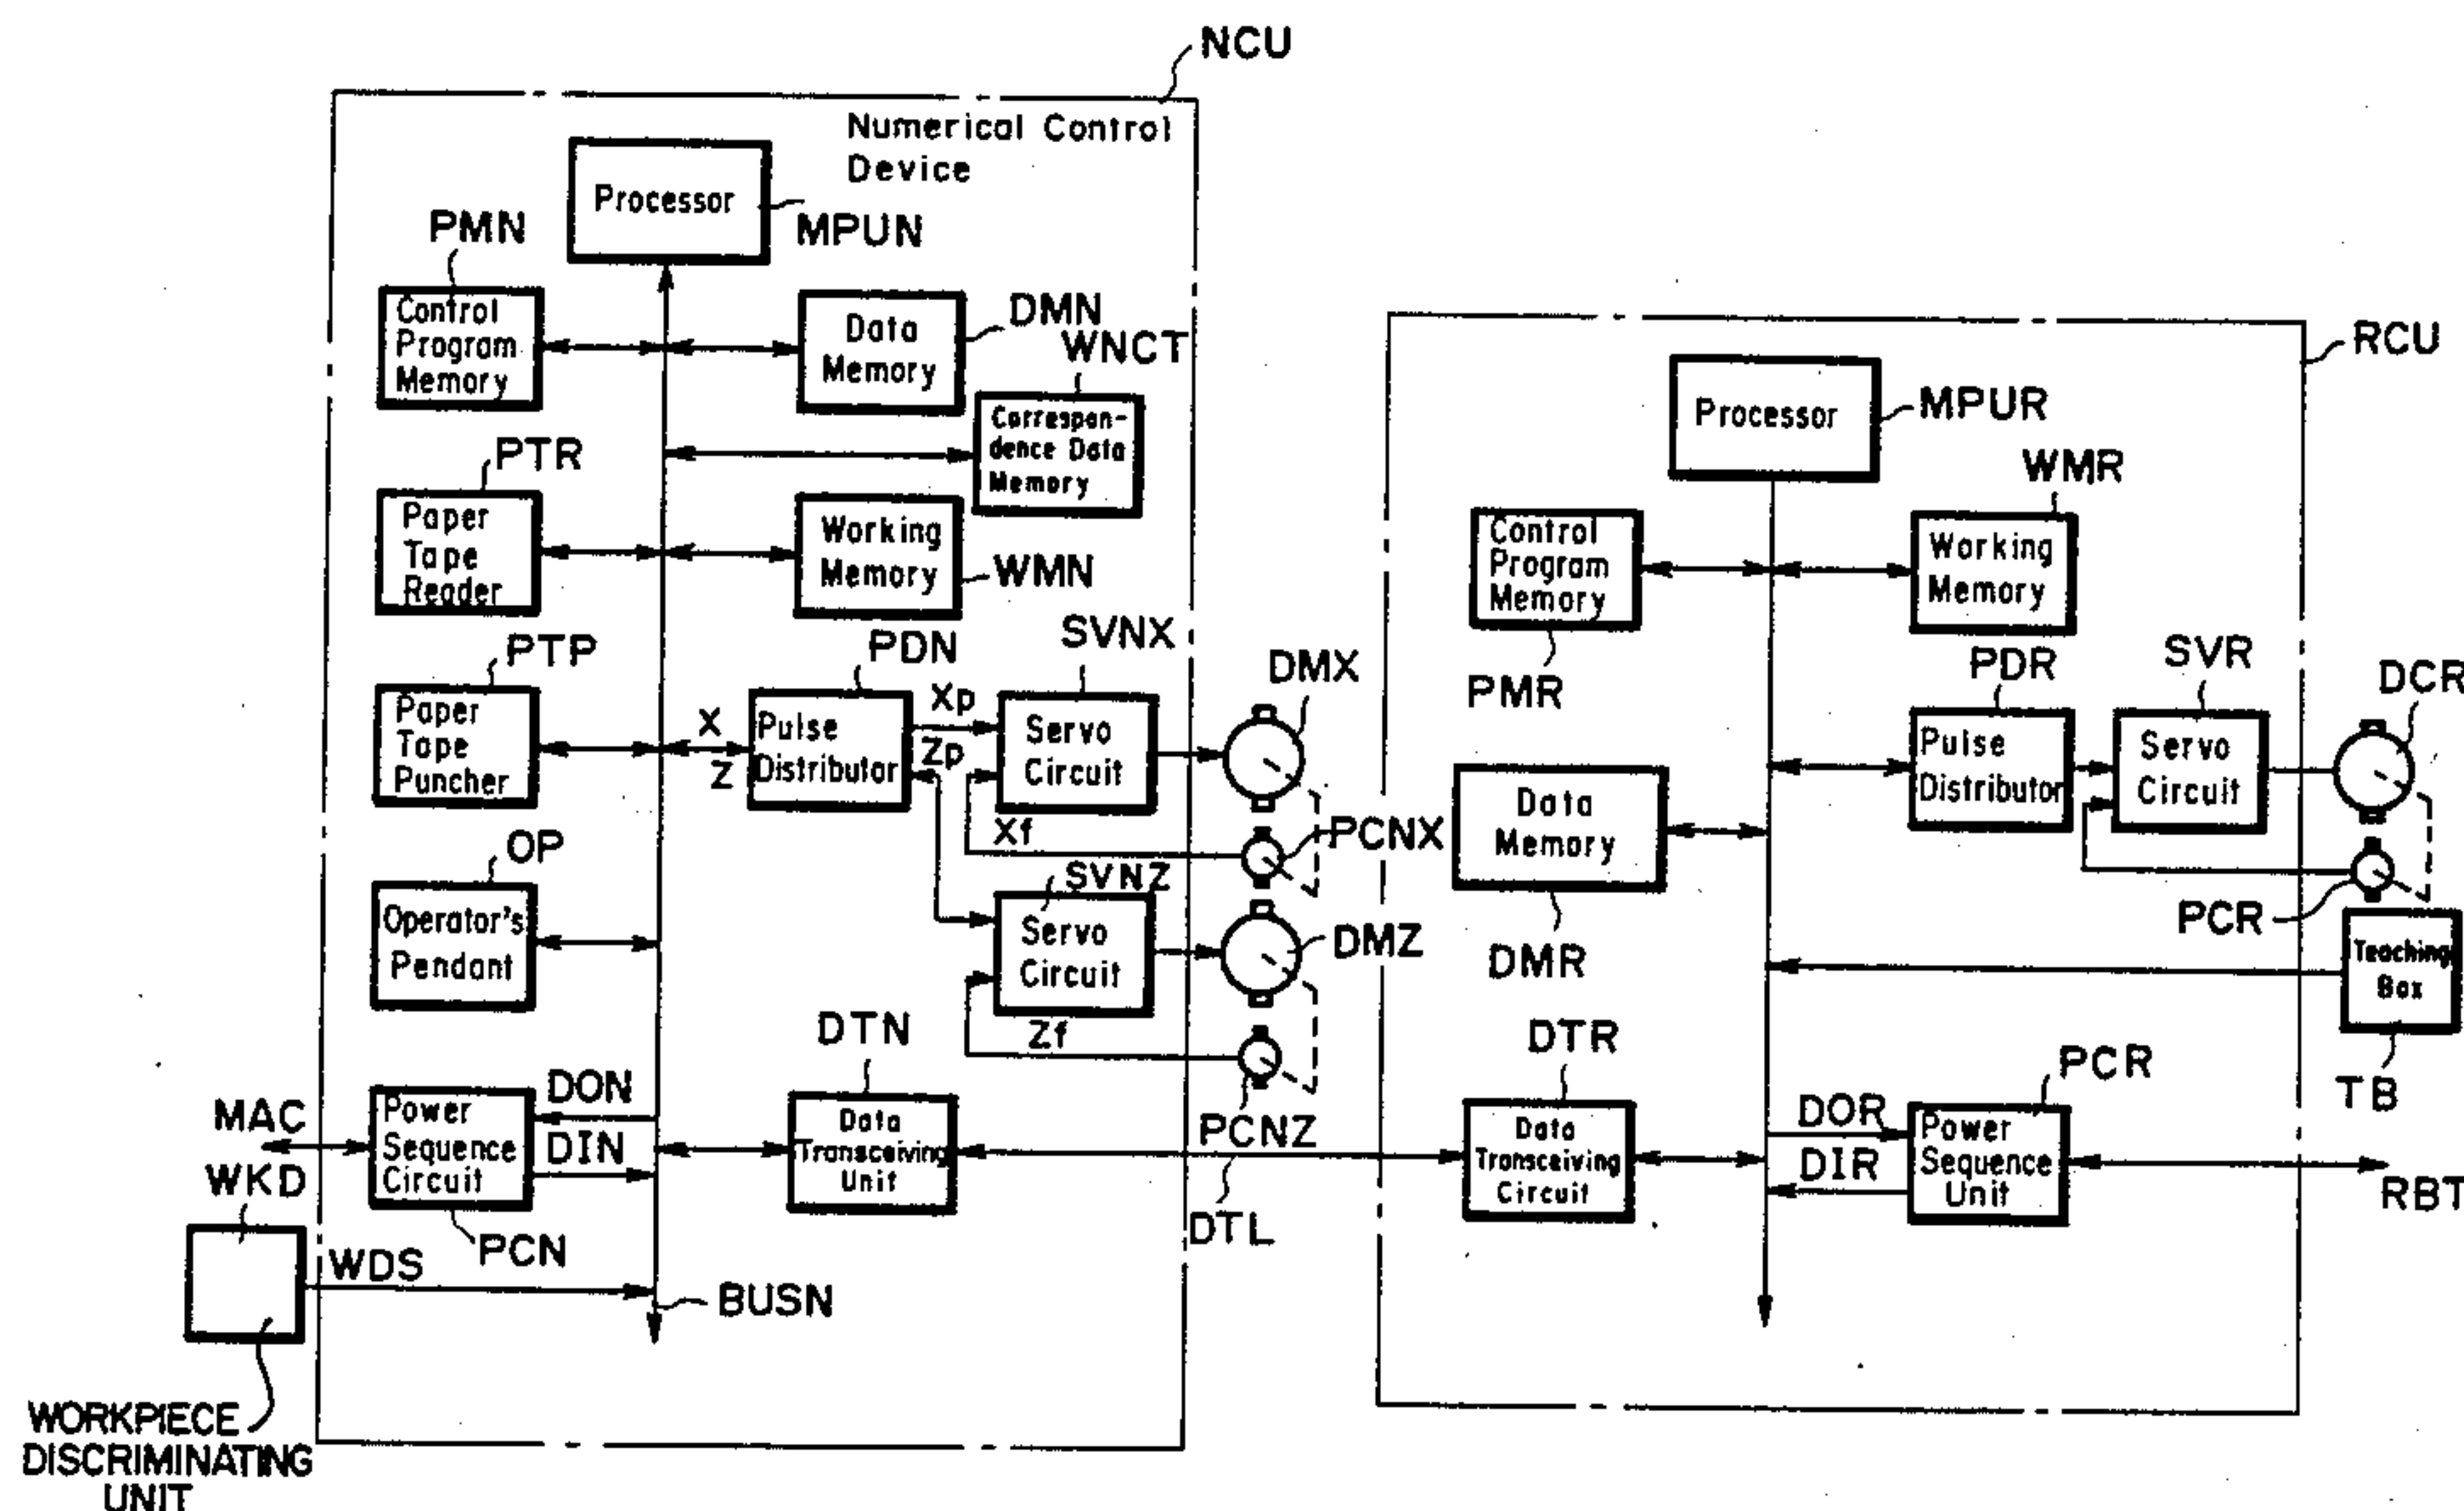 NCU
Numerical Control
Device
Processor
MPUN
PMN
Control
Program
Memory
Data
Memory
DMN
WNCT
Correspon-
dence Data
Memory
PTR
Paper
Tape
Reader
Working
Memory
WMN
PTP
Paper
Tape
Puncher
X
Z
PDN
Pulse
Distributor
Xp
Zp
SVNX
Servo
Circuit
DMX
Xf
PCNX
OP
Operator's
Pendant
SVNZ
Servo
Circuit
DMZ
Zf
PCNZ
MAC
Power
Sequence
Circuit
DON
DIN
PCN
DTN
Data
Transceiving
Unit
DTL
WKD
WDS
BUSN
WORKPIECE
DISCRIMINATING
UNIT
RCU
Processor
MPUR
WMR
Control
Program
Memory
PMR
Working
Memory
PDR
Pulse
Distributor
SVR
Servo
Circuit
DCR
Data
Memory
DMR
PCR
Teaching
Box
TB
DTR
Data
Transceiving
Circuit
DOR
DIR
PCR
Power
Sequence
Unit
RBT